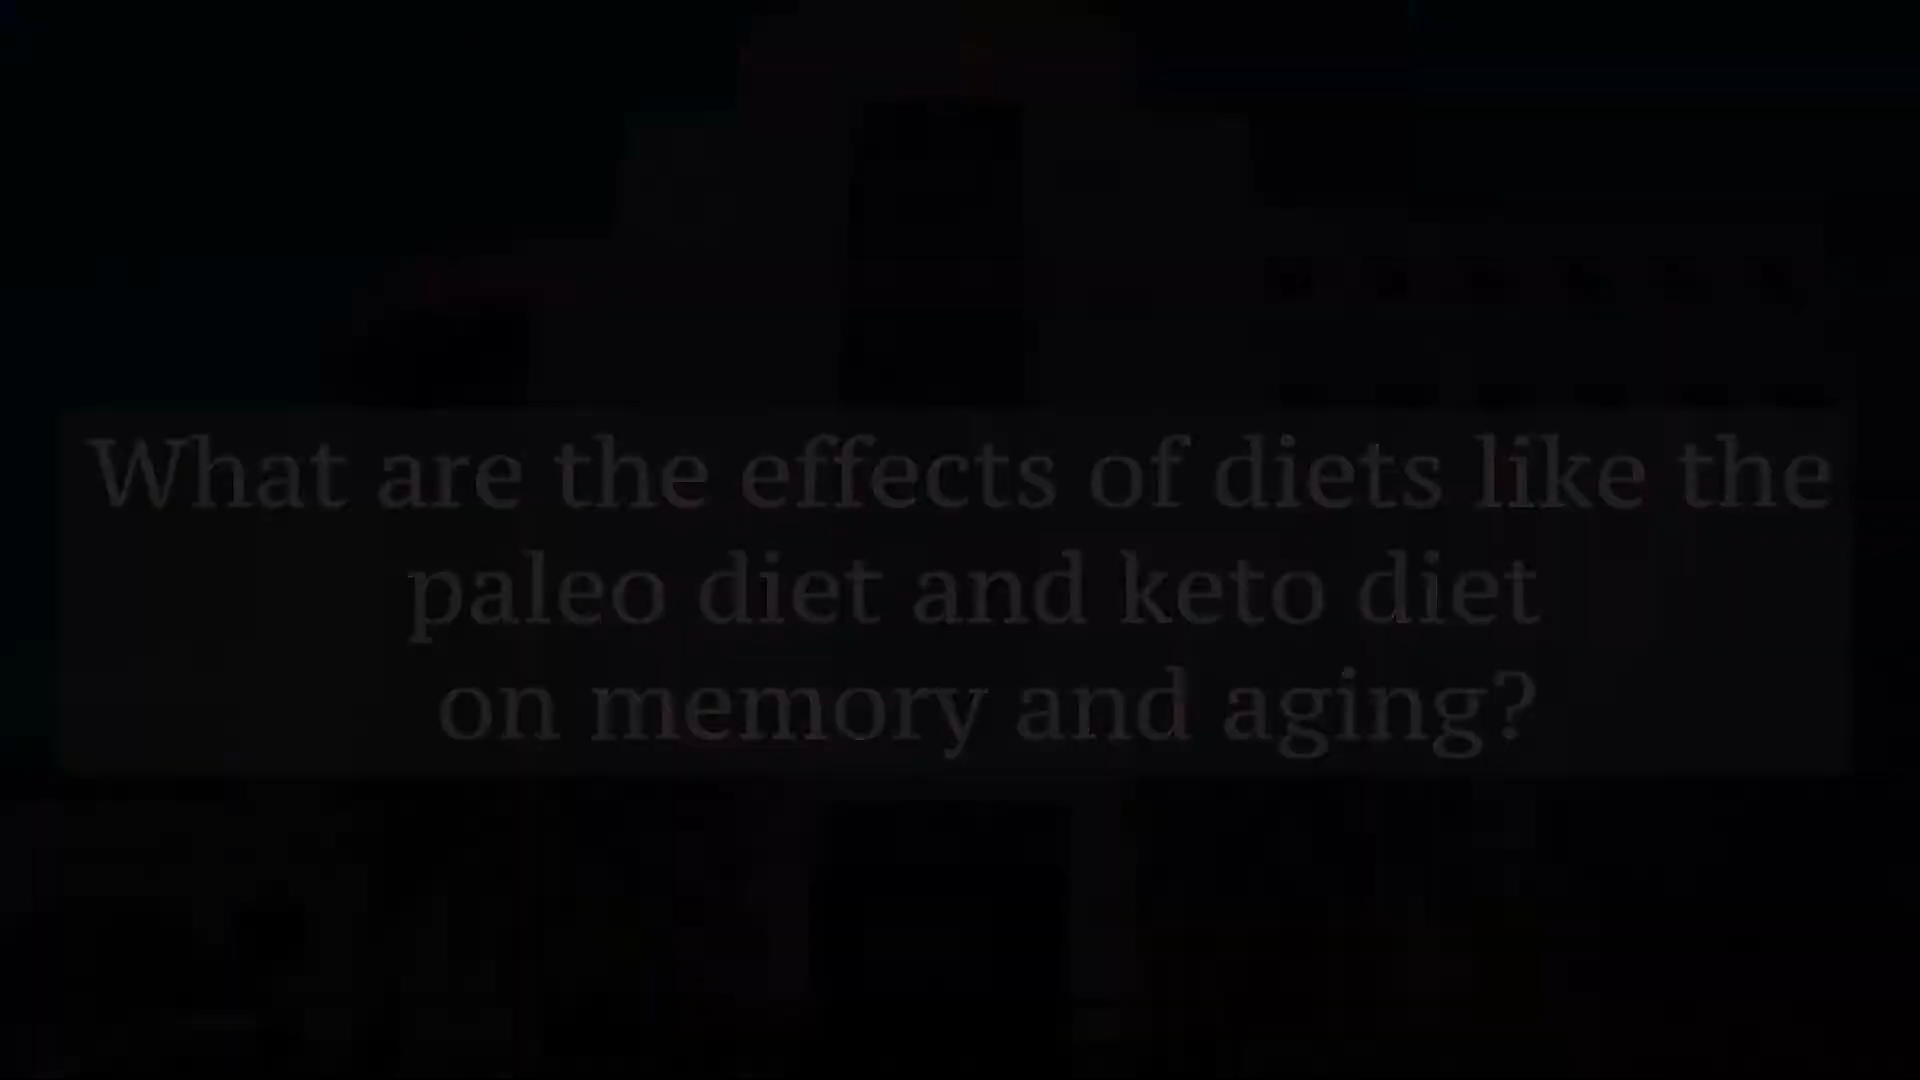 What are the effects of diets like the
paleo diet and keto diet
on memory and aging?